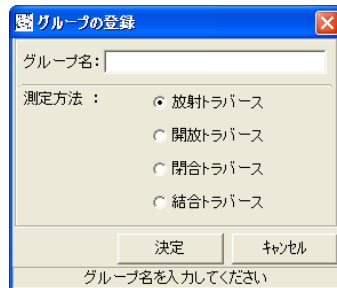 グループの登録
グループ名:
測定方法 :
放射トラバース
開放トラバース
閉合トラバース
結合トラバース
決定 キャンセル
グループ名を入力してください